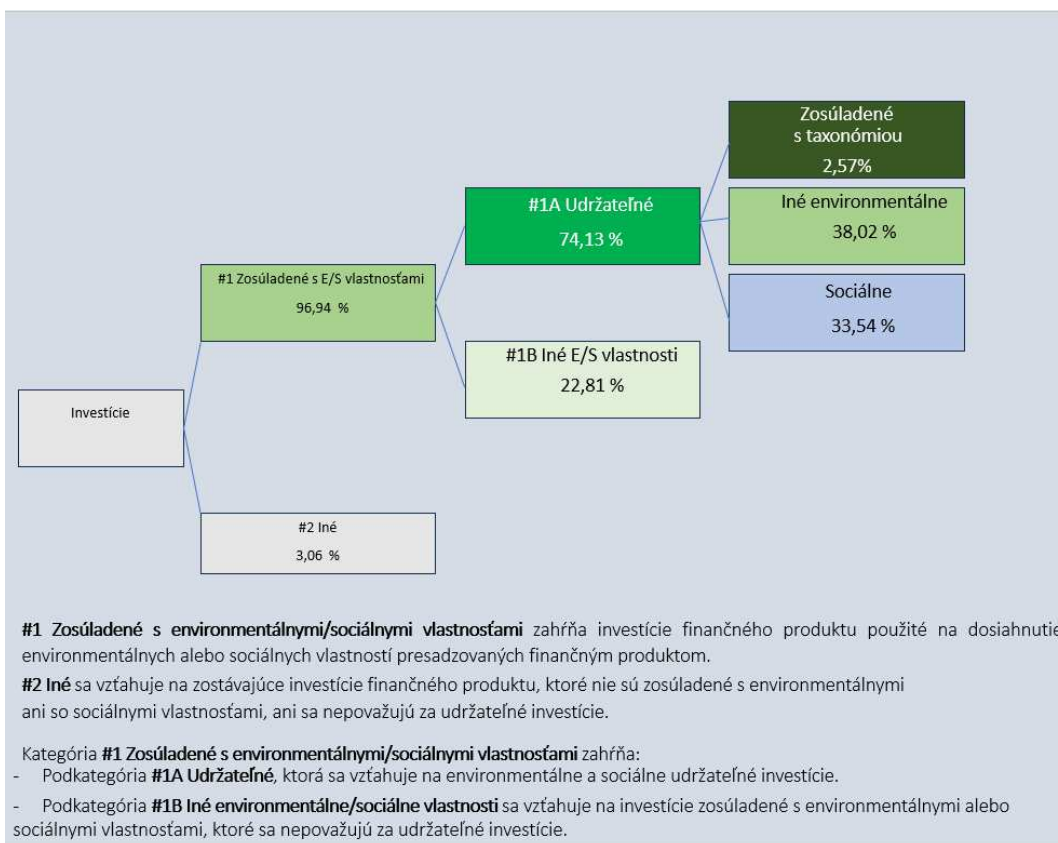 Zosúladené
s taxonómiou
2,57%
#1A Udržateľné
74,13 %
Iné environmentálne
38,02 %
#1 Zosúladené s E/S vlastnosťami
96,94 %
Sociálne
33,54 %
#1B Iné E/S vlastnosti
22,81 %
Investície
#2 Iné
3,06 %
#1 Zosúladené s environmentálnymi/sociálnymi vlastnosťami zahŕňa investície finančného produktu použité na dosiahnutie
environmentálnych alebo sociálnych vlastností presadzovaných finančným produktom.
#2 Iné sa vzťahuje na zostávajúce investície finančného produktu, ktoré nie sú zosúladené s environmentálnymi
ani so sociálnymi vlastnosťami, ani sa nepovažujú za udržateľné investície.
Kategória #1 Zosúladené s environmentálnymi/sociálnymi vlastnosťami zahŕňa:
- Podkategória #1A Udržateľné, ktorá sa vzťahuje na environmentálne a sociálne udržateľné investície.
- Podkategória #1B Iné environmentálne/sociálne vlastnosti sa vzťahuje na investície zosúladené s environmentálnymi alebo
sociálnymi vlastnosťami, ktoré sa nepovažujú za udržateľné investície.